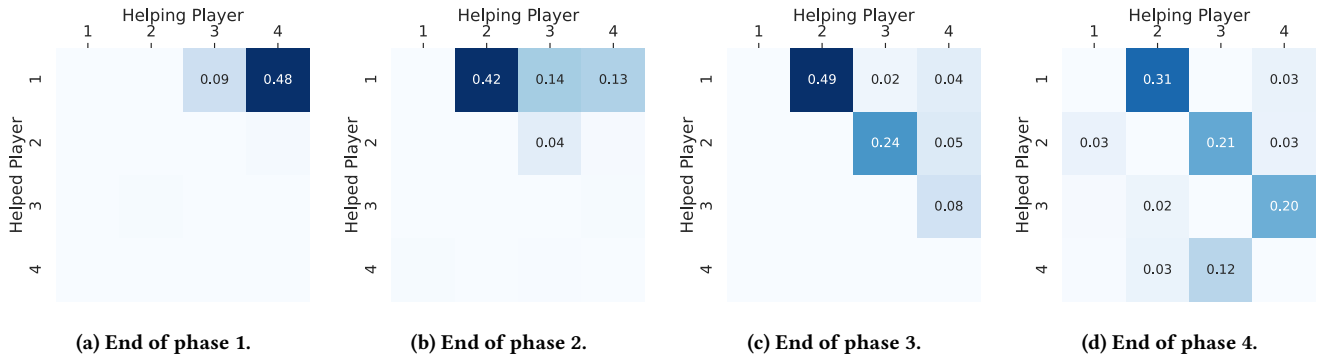 Helping Player
1 2 3 4
Helped Player
1 0.09 0.48
2
3
4
(a) End of phase 1.
Helping Player
1 2 3 4
Helped Player
1 0.42 0.14 0.13
2 0.04
3
4
(b) End of phase 2.
Helping Player
1 2 3 4
Helped Player
1 0.49 0.02 0.04
2 0.24 0.05
3 0.08
4
(c) End of phase 3.
Helping Player
1 2 3 4
Helped Player
1 0.31 0.03
2 0.03 0.21 0.03
3 0.02 0.20
4 0.03 0.12
(d) End of phase 4.